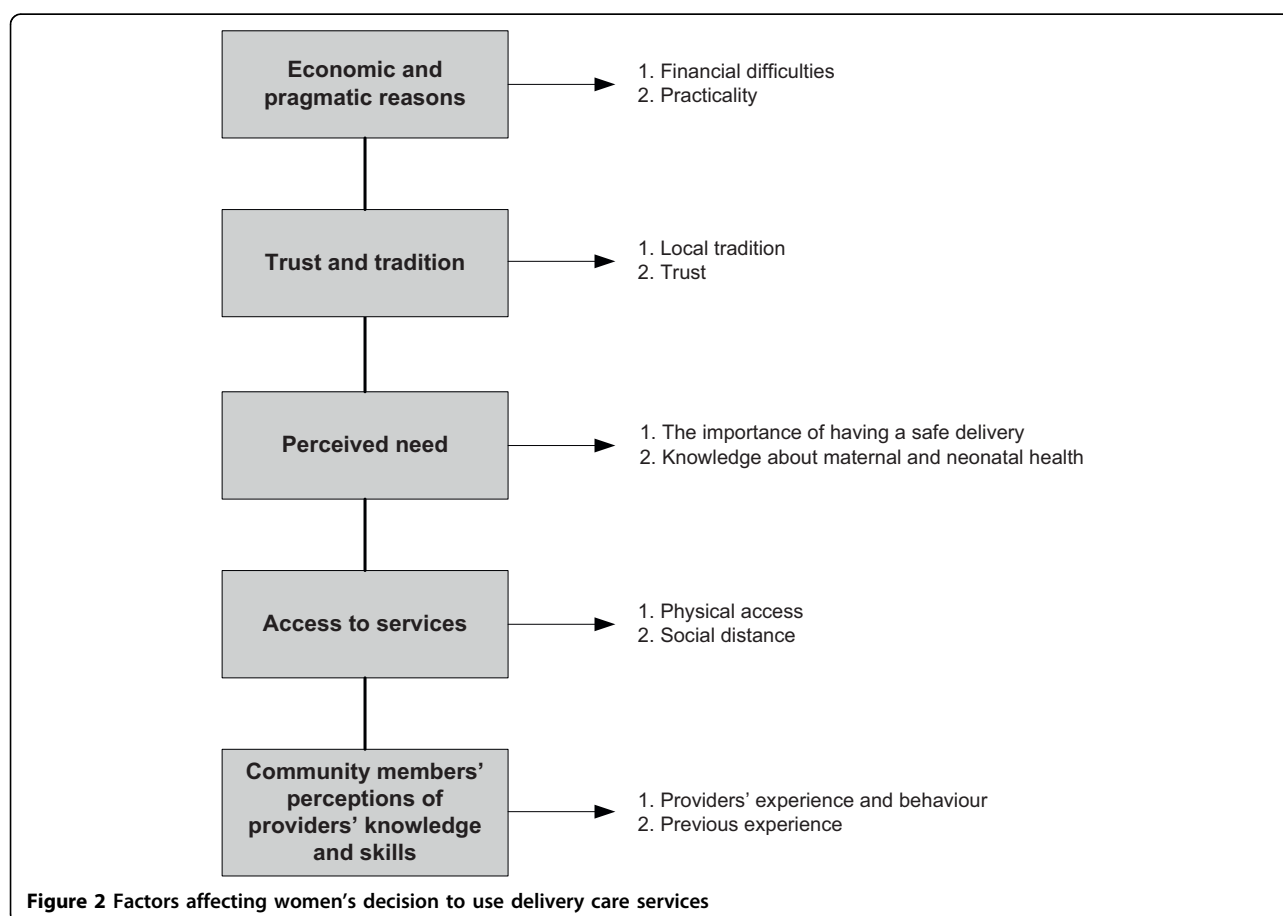 Economic and
pragmatic reasons
1. Financial difficulties
2. Practicality
Trust and tradition
1. Local tradition
2. Trust
Perceived need
1. The importance of having a safe delivery
2. Knowledge about maternal and neonatal health
Access to services
1. Physical access
2. Social distance
Community members’
perceptions of
providers’ knowledge
and skills
1. Providers’ experience and behaviour
2. Previous experience
Figure 2 Factors affecting women’s decision to use delivery care services